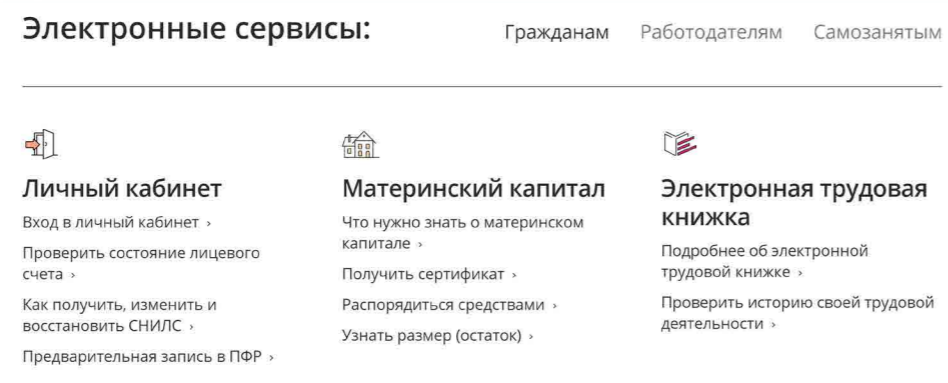 Электронные сервисы:
Гражданам Работодателям Самозанятым
Личный кабинет
Вход в личный кабинет ›
Проверить состояние лицевого
счета ›
Как получить, изменить и
восстановить СНИЛС ›
Предварительная запись в ПФР ›
Материнский капитал
Что нужно знать о материнском
капитале ›
Получить сертификат ›
Распорядиться средствами ›
Узнать размер (остаток) ›
Электронная трудовая
книжка
Подробнее об электронной
трудовой книжке ›
Проверить историю своей трудовой
деятельности ›